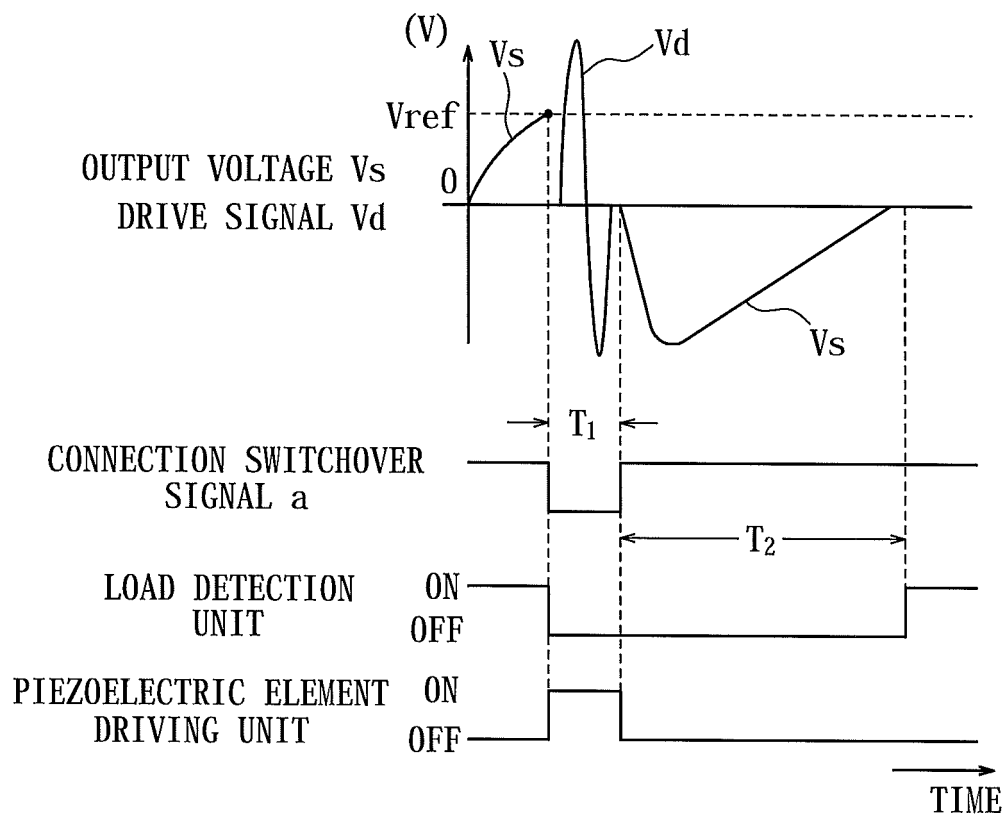 (V)
Vs
Vd
Vref
OUTPUT VOLTAGE Vs
0
DRIVE SIGNAL Vd
Vs
T1
CONNECTION SWITCHOVER
SIGNAL a
T2
LOAD DETECTION
UNIT
ON
OFF
PIEZOELECTRIC ELEMENT
DRIVING UNIT
ON
OFF
TIME